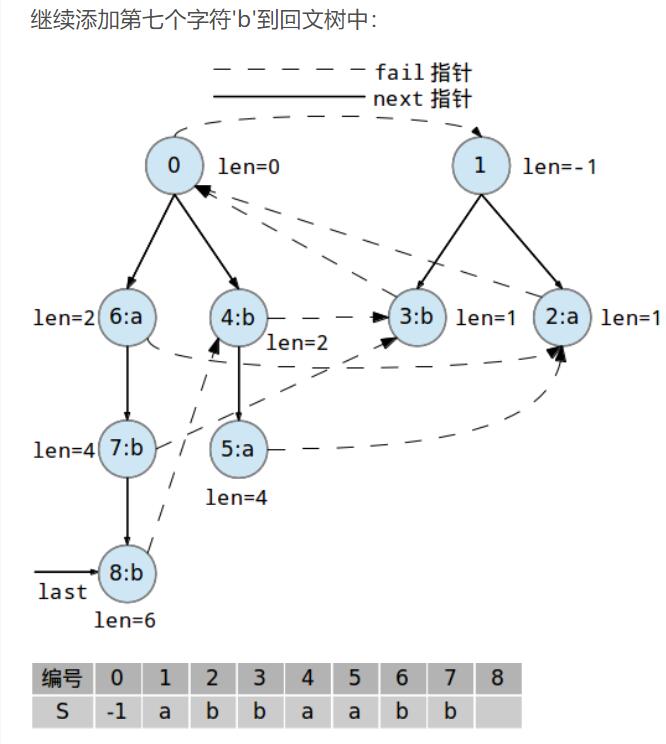 继续添加第七个字符'b'到回文树中：
fail 指针
next 指针
0 len=0 1 len=-1
len=2 6:a 4:b 3:b len=1 2:a len=1
len=2
len=4 7:b 5:a
len=4
8:b
last
len=6
编号 0 1 2 3 4 5 6 7 8
S -1 a b b a a b b